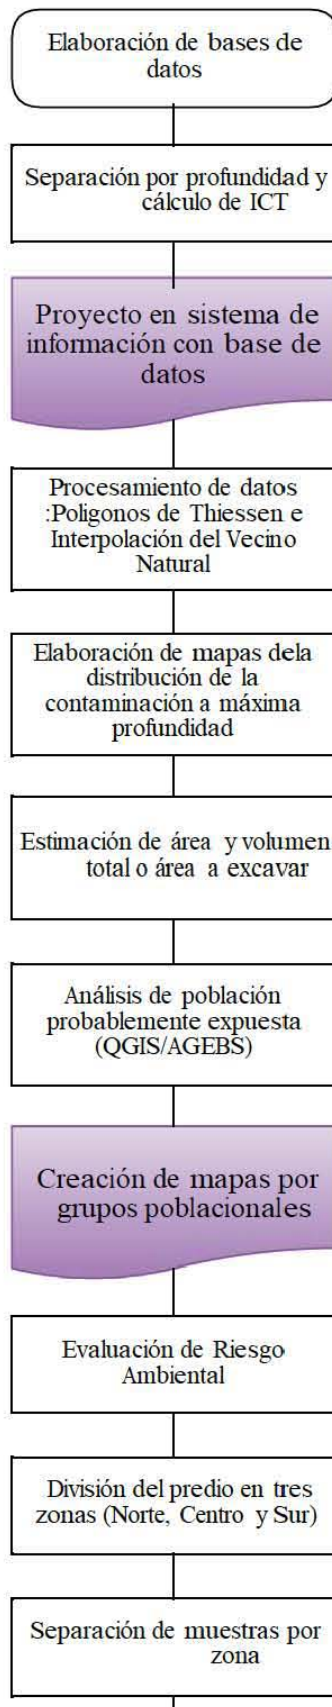 Elaboración de bases de
datos
Separación por profundidad y
cálculo de ICT
Proyecto en sistema de
información con base de
datos
Procesamiento de datos
:Poligonos de Thiessen e
Interpolación del Vecino
Natural
Elaboración de mapas dela
distribución de la
contaminación a máxima
profundidad
Estimación de área y volumen
total o área a excavar
Análisis de población
probablemente expuesta
(QGIS/AGEBS)
Creación de mapas por
grupos poblacionales
Evaluación de Riesgo
Ambiental
División del predio en tres
zonas (Norte, Centro y Sur)
Separación de muestras por
zona